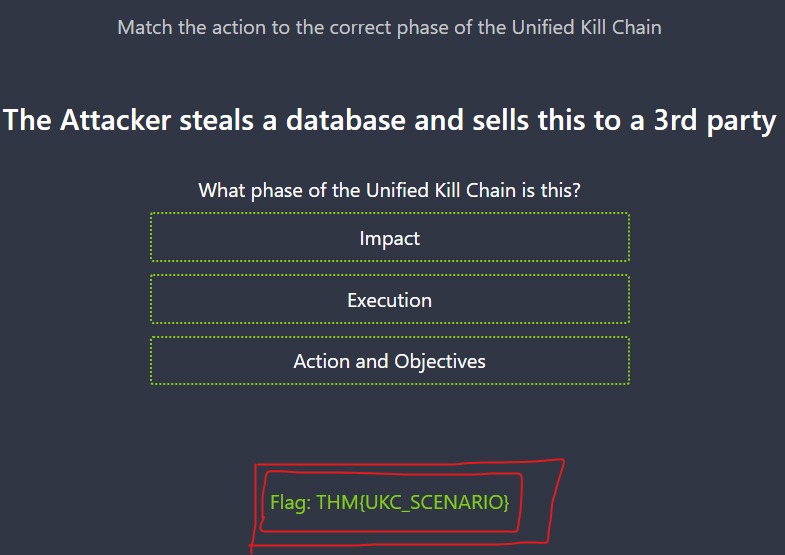 Match the action to the correct phase of the Unified Kill Chain
The Attacker steals a database and sells this to a 3rd party
What phase of the Unified Kill Chain is this?
Impact
Execution
Action and Objectives
Flag: THM{UKC_SCENARIO}